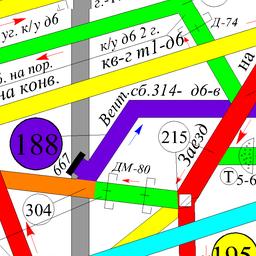 г.-
уг. к/у дб
Д-74
к/у дб 2 г.
кв-г т1-дб
б. на пор.
на конв.
на
Вент.сб.314- дб-в
188
215
Заезд
667
ДМ-80
Т 5-6
304
195